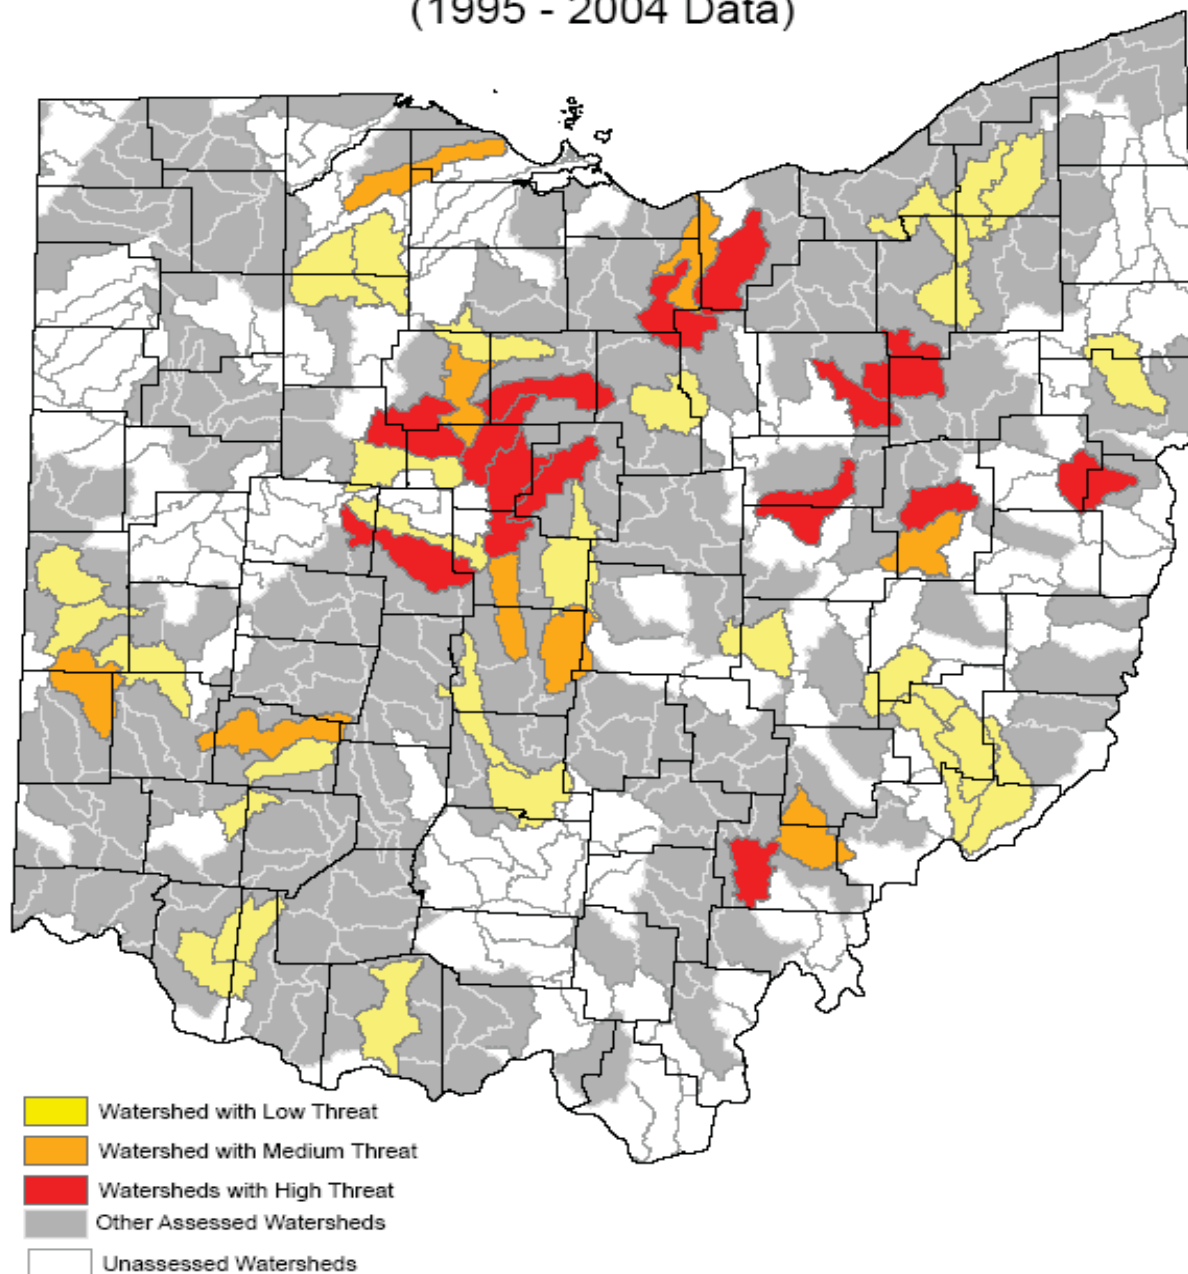 (1995 - 2004 Data)
Watershed with Low Threat
Watershed with Medium Threat
Watersheds with High Threat
Other Assessed Watersheds
Unassessed Watersheds